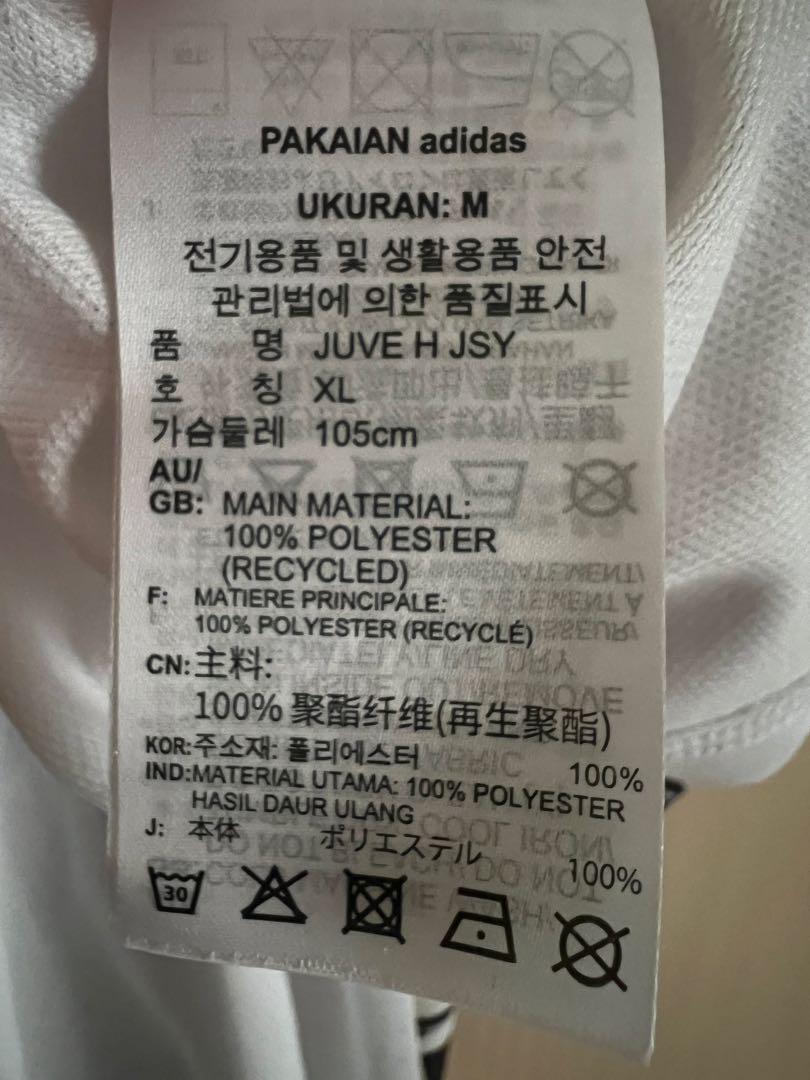 PAKAIAN adidas
UKURAN: M
전기용품 및 생활용품 안전
관리법에 의한 품질표시
품 명 JUVE H JSY
호 칭 XL
가슴둘레 105cm
AU/
GB: MAIN MATERIAL:
100% POLYESTER
(RECYCLED)
F: MATIERE PRINCIPALE:
100% POLYESTER (RECYCLÉ)
CN: 主料:
100% 聚酯纤维(再生聚酯)
KOR: 주소재: 폴리에스터 100%
IND: MATERIAL UTAMA: 100% POLYESTER
HASIL DAUR ULANG
J: 本体 ポリエステル 100%
30